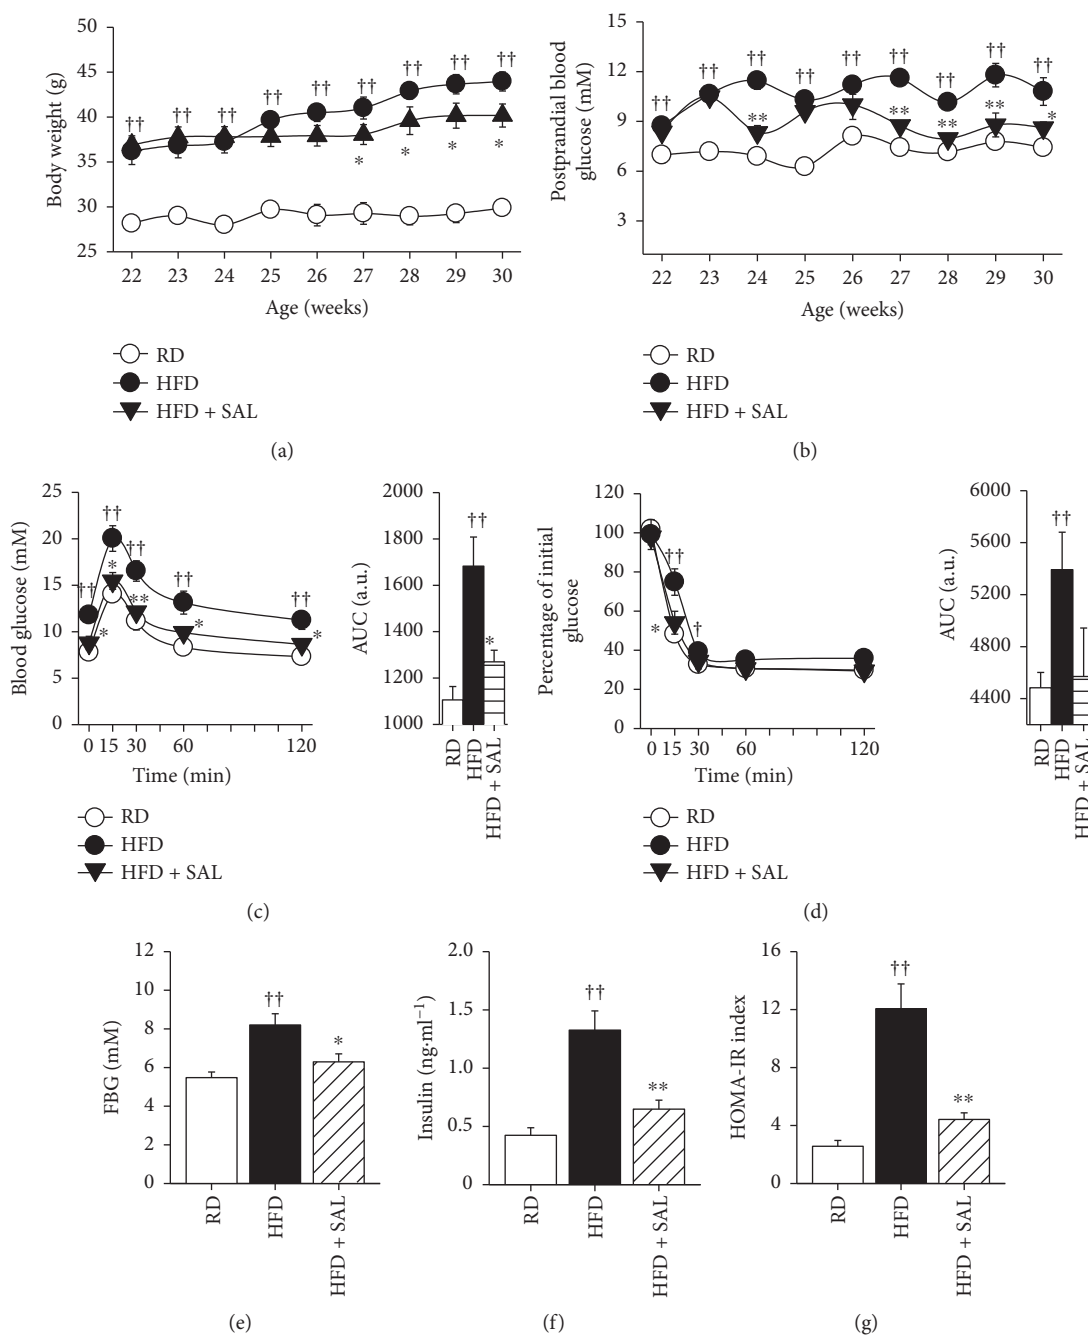 50
45
40
35
30
25
Body weight (g)
†† †† †† †† †† †† †† †† ††
* * * *
22 23 24 25 26 27 28 29 30
Age (weeks)
RD
HFD
HFD + SAL
(a)
15
12
9
6
3
Postprandial blood
glucose (mM)
†† †† †† †† †† †† †† †† ††
** ** ** ** *
22 23 24 25 26 27 28 29 30
Age (weeks)
RD
HFD
HFD + SAL
(b)
25
20
15
10
5
0
Blood glucose (mM)
†† †† †† †† ††
* * ** * *
0 15 30 60 120
Time (min)
RD
HFD
HFD + SAL
2000
1800
1600
1400
1200
1000
AUC (a.u.)
††
*
RD
HFD
HFD + SAL
(c)
120
100
80
60
40
20
0
Percentage of initial
glucose
††
* †
0 15 30 60 120
Time (min)
RD
HFD
HFD + SAL
6000
5600
5200
4800
4400
AUC (a.u.)
††
RD
HFD
HFD + SAL
(d)
12
10
8
6
4
2
0
FBG (mM)
††
*
RD
HFD
HFD + SAL
(e)
2.0
1.5
1.0
0.5
0
Insulin (ng·ml⁻¹)
††
**
RD
HFD
HFD + SAL
(f)
16
12
8
4
0
HOMA-IR index
††
**
RD
HFD
HFD + SAL
(g)